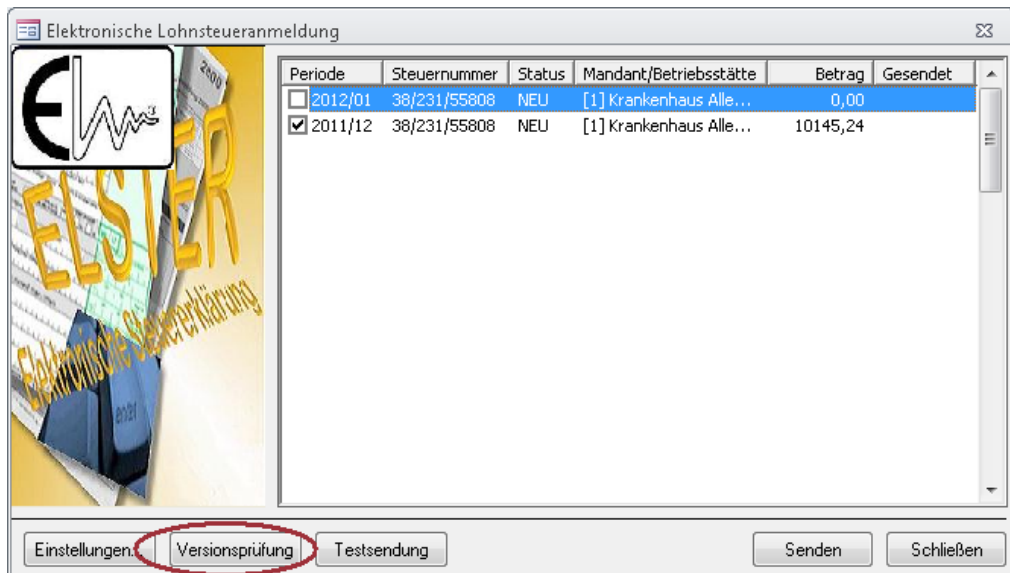 Elektronische Lohnsteueranmeldung
2000
ELSTER
Elektronische Steuererklärung
enter
Periode Steuernummer Status Mandant/Betriebsstätte Betrag Gesendet
2012/01 38/231/55808 NEU [1] Krankenhaus Alle... 0,00
2011/12 38/231/55808 NEU [1] Krankenhaus Alle... 10145,24
Einstellungen... Versionsprüfung Testsendung Senden Schließen